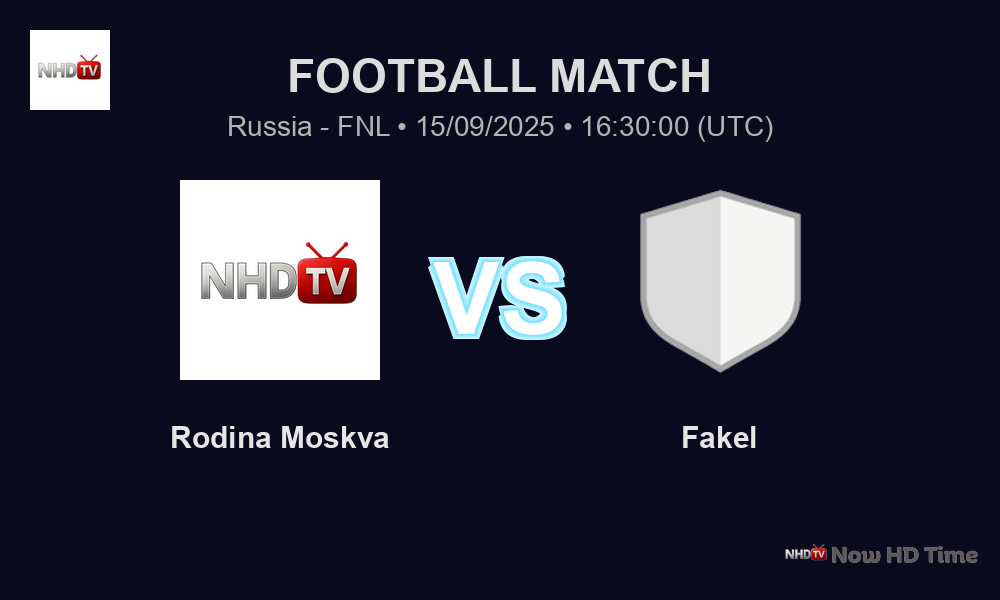 NHD TV
FOOTBALL MATCH
Russia - FNL • 15/09/2025 • 16:30:00 (UTC)
NHD TV
VS
Rodina Moskva
Fakel
NHD TV Now HD Time